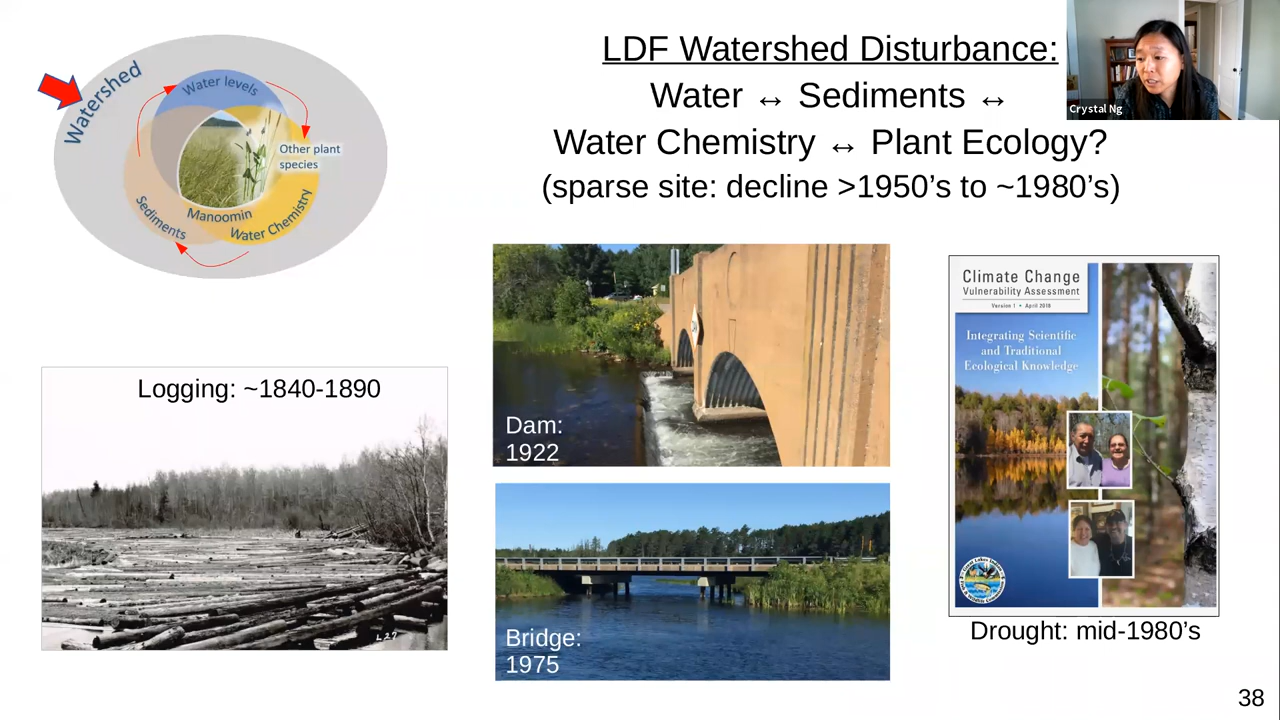 LDF Watershed Disturbance:
Water ↔ Sediments ↔
Water Chemistry ↔ Plant Ecology?
(sparse site: decline >1950’s to ~1980’s)
Crystal Ng
Watershed
Water levels
Other plant
species
Manoomin
Sediments
Water Chemistry
Logging: ~1840-1890
L27
Dam:
1922
Bridge:
1975
Climate Change
Vulnerability Assessment
Version 1 • April 2018
Integrating Scientific
and Traditional
Ecological Knowledge
Drought: mid-1980’s
38